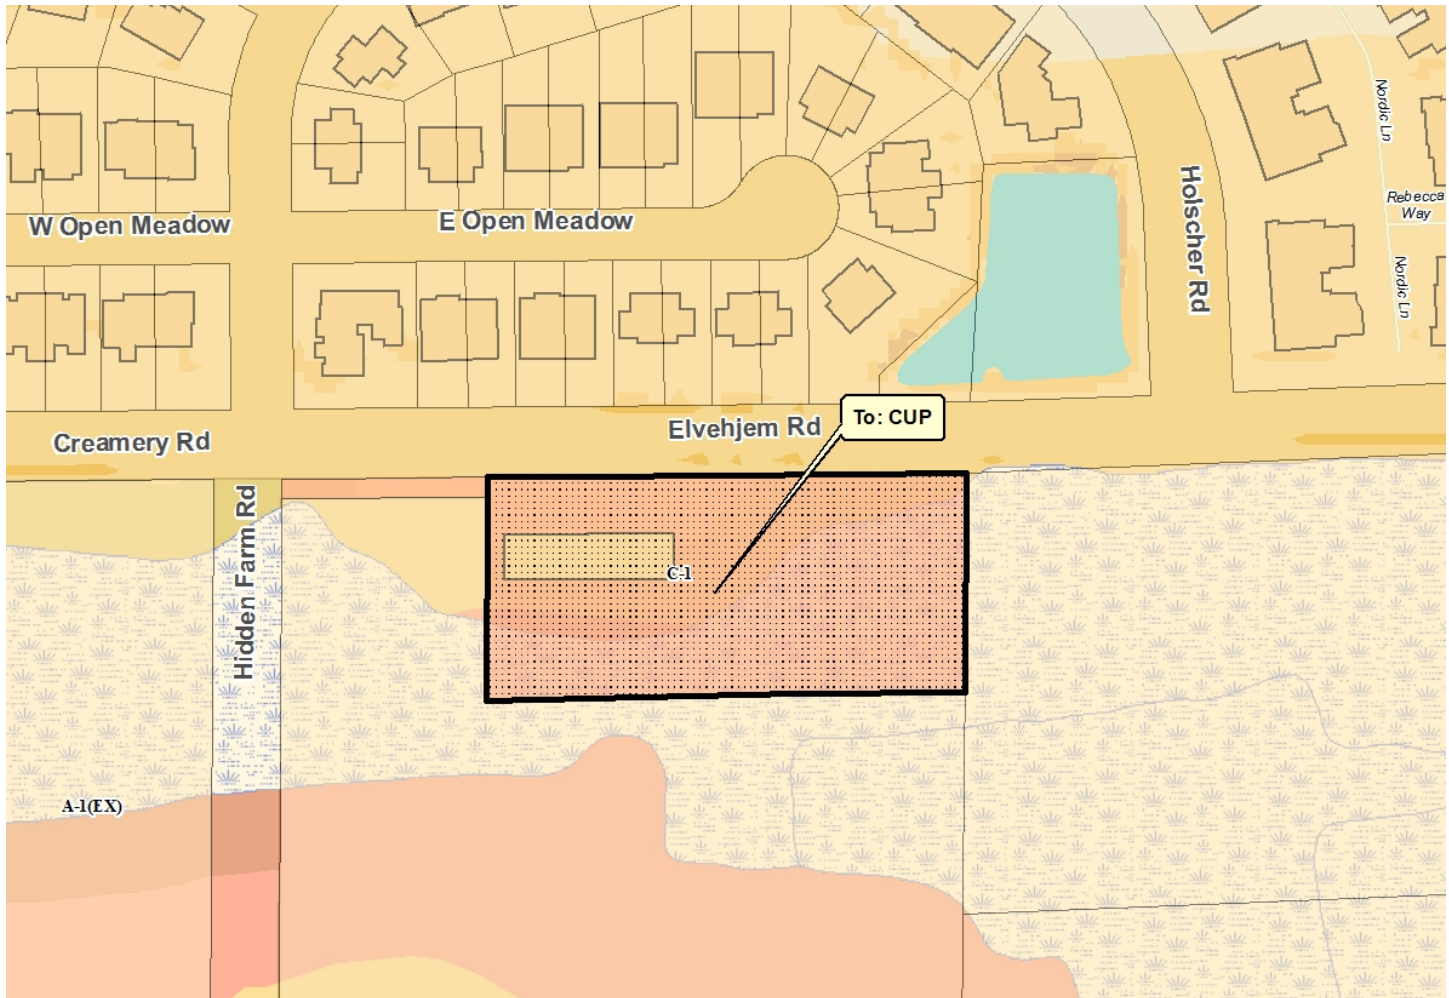 Nordic Ln
Holscher Rd
Rebecca
Way
W Open Meadow
E Open Meadow
Nordic Ln
To: CUP
Elvehjem Rd
Creamery Rd
Hidden Farm Rd
C-1
A-1(EX)